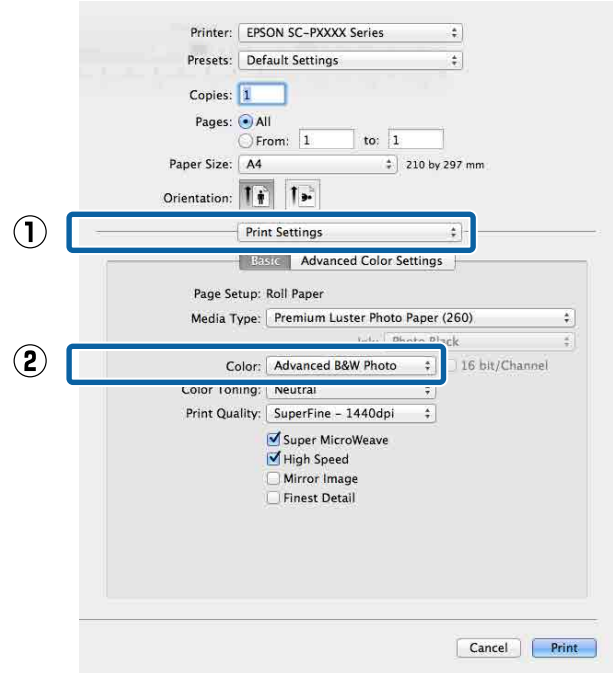 Printer: EPSON SC-PXXXX Series
Presets: Default Settings
Copies: 1
Pages: All
From: 1 to: 1
Paper Size: A4 210 by 297 mm
Orientation:
① Print Settings
Basic Advanced Color Settings
Page Setup: Roll Paper
Media Type: Premium Luster Photo Paper (260)
Ink: Photo Black
② Color: Advanced B&W Photo 16 bit/Channel
Color Toning: Neutral
Print Quality: SuperFine - 1440dpi
Super MicroWeave
High Speed
Mirror Image
Finest Detail
Cancel Print